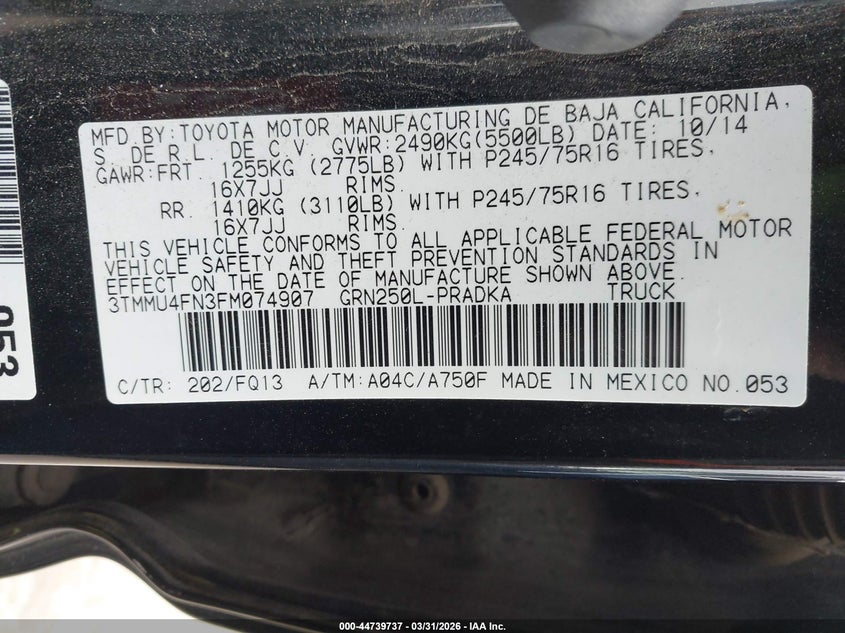 MFD BY:TOYOTA MOTOR MANUFACTURING DE BAJA CALIFORNIA,
S. DE R.L. DE C.V. GVWR:2490KG(5500LB) DATE: 10/14
GAWR:FRT. 1255KG (2775LB) WITH P245/75R16 TIRES,
16X7JJ RIMS.
RR. 1410KG (3110LB) WITH P245/75R16 TIRES,
16X7JJ RIMS.
THIS VEHICLE CONFORMS TO ALL APPLICABLE FEDERAL MOTOR
VEHICLE SAFETY AND THEFT PREVENTION STANDARDS IN
EFFECT ON THE DATE OF MANUFACTURE SHOWN ABOVE.
3TMMU4FN3FM074907 GRN250L-PRADKA TRUCK
C/TR: 202/FQ13 A/TM:A04C/A750F MADE IN MEXICO NO.053
053
000-44739737 - 03/31/2026 - IAA Inc.